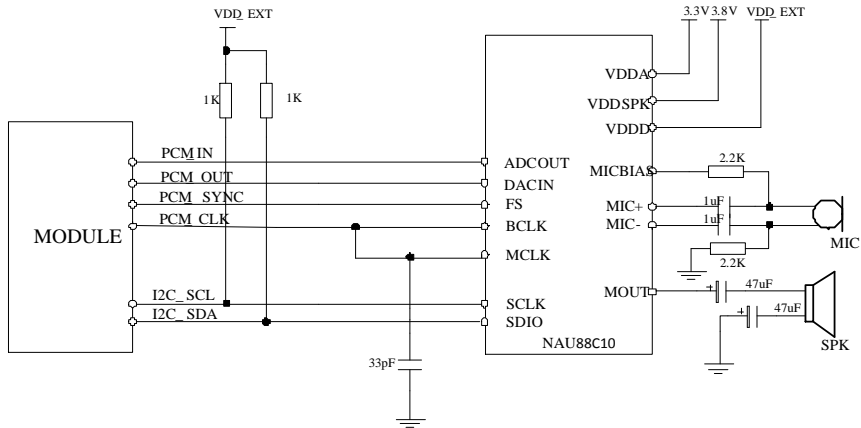 VDD_EXT
1K
1K
3.3V
3.8V
VDD_EXT
VDDA
VDDSPK
VDDD
PCM_IN
ADCOUT
MICBIAS
2.2K
PCM_OUT
DACIN
PCM_SYNC
FS
MIC+
1uF
PCM_CLK
BCLK
MIC-
1uF
MODULE
MIC
MCLK
2.2K
I2C_SCL
SCLK
MOUT
47uF
I2C_SDA
SDIO
47uF
NAU88C10
SPK
33pF